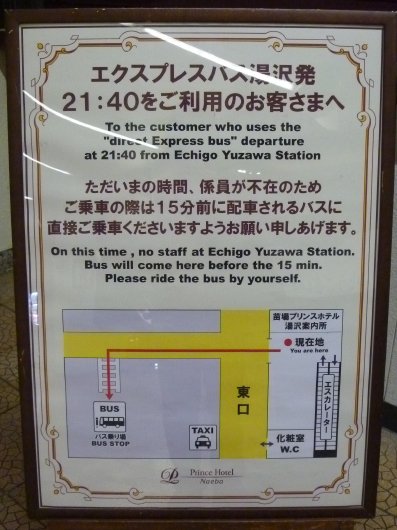 エクスプレスバス湯沢発
21:40をご利用のお客さまへ
To the customer who uses the
"direct Express bus" departure
at 21:40 from Echigo Yuzawa Station
ただいまの時間、係員が不在のため
ご乗車の際は15分前に配車されるバスに
直接ご乗車くださいますようお願い申しあげます。
On this time , no staff at Echigo Yuzawa Station.
Bus will come here before the 15 min.
Please ride the bus by yourself.
苗場プリンスホテル
湯沢案内所
現在地
You are here
エスカレーター
東口
BUS
バス乗り場
BUS STOP
TAXI
化粧室
W.C
Prince Hotel
Naeba